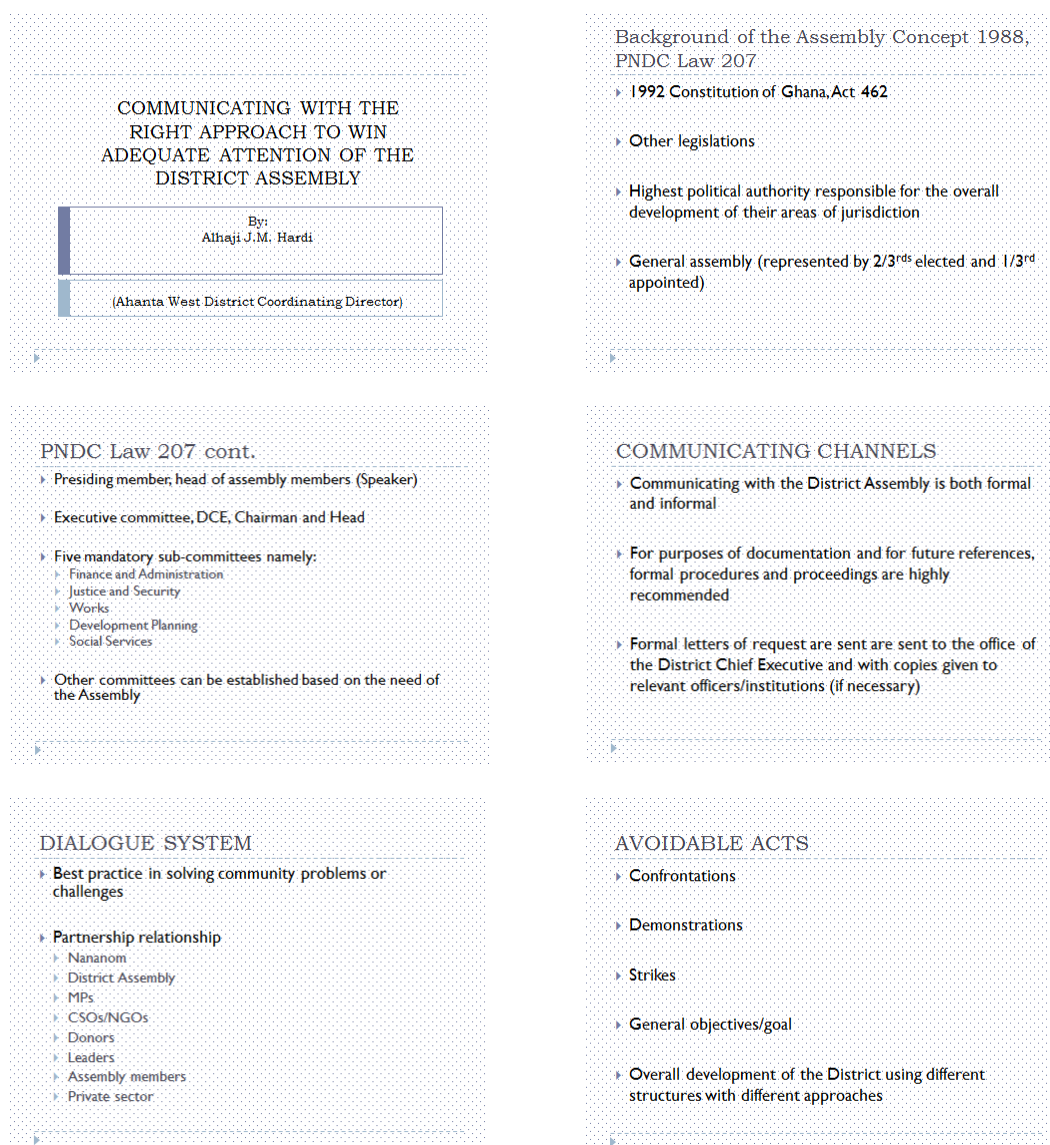 COMMUNICATING WITH THE
RIGHT APPROACH TO WIN
ADEQUATE ATTENTION OF THE
DISTRICT ASSEMBLY
By:
Alhaji J.M. Hardi
(Ahanta West District Coordinating Director)
Background of the Assembly Concept 1988,
PNDC Law 207
1992 Constitution of Ghana, Act 462
Other legislations
Highest political authority responsible for the overall
development of their areas of jurisdiction
General assembly (represented by 2/3rds elected and 1/3rd
appointed)
PNDC Law 207 cont.
Presiding member, head of assembly members (Speaker)
Executive committee, DCE, Chairman and Head
Five mandatory sub-committees namely:
Finance and Administration
Justice and Security
Works
Development Planning
Social Services
Other committees can be established based on the need of
the Assembly
COMMUNICATING CHANNELS
Communicating with the District Assembly is both formal
and informal
For purposes of documentation and for future references,
formal procedures and proceedings are highly
recommended
Formal letters of request are sent are sent to the office of
the District Chief Executive and with copies given to
relevant officers/institutions (if necessary)
DIALOGUE SYSTEM
Best practice in solving community problems or
challenges
Partnership relationship
Nananom
District Assembly
MPs
CSOs/NGOs
Donors
Leaders
Assembly members
Private sector
AVOIDABLE ACTS
Confrontations
Demonstrations
Strikes
General objectives/goal
Overall development of the District using different
structures with different approaches